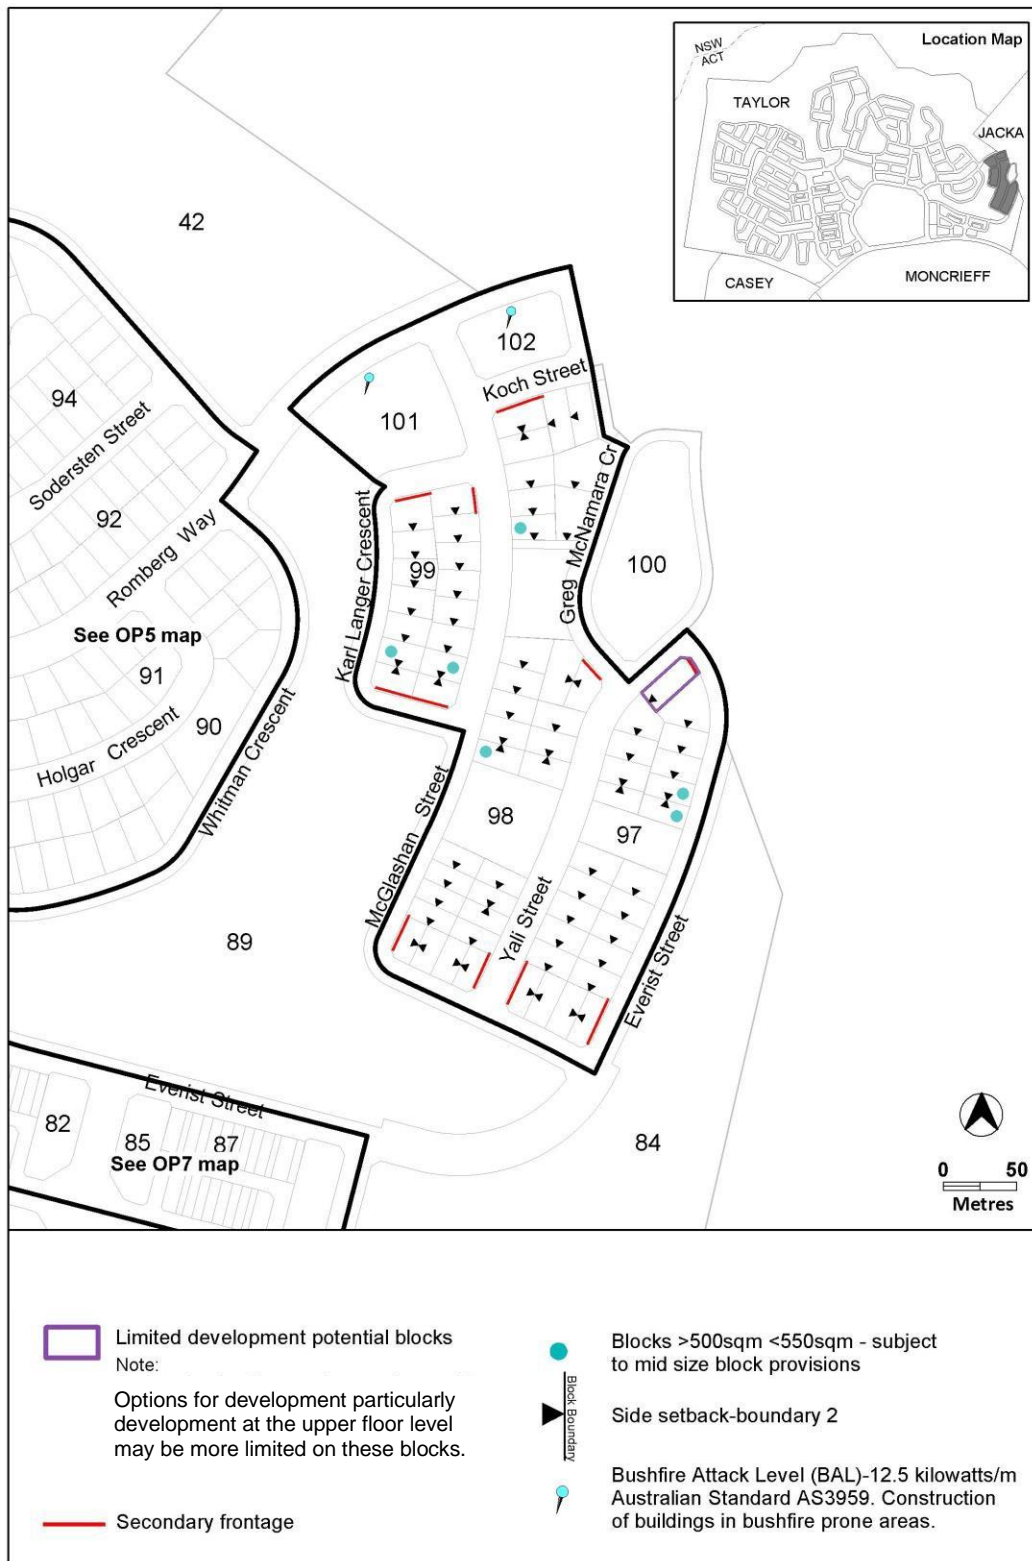 Location Map
NSW
ACT
TAYLOR
JACKA
CASEY
MONCRIEFF
42
102
Koch Street
101
94
Sodersten Street
92
Romberg Way
See OP5 map
91
90
Holgar Crescent
Whitman Crescent
Karl Langer Crescent
99
Greg McNamara Cr
100
McGlashan Street
98
97
Yali Street
Everist Street
89
Everist Street
82
85
87
See OP7 map
84
0 50
Metres
Limited development potential blocks
Note:
Options for development particularly
development at the upper floor level
may be more limited on these blocks.
Secondary frontage
Blocks >500sqm <550sqm - subject
to mid size block provisions
Block Boundary
Side setback-boundary 2
Bushfire Attack Level (BAL)-12.5 kilowatts/m
Australian Standard AS3959. Construction
of buildings in bushfire prone areas.